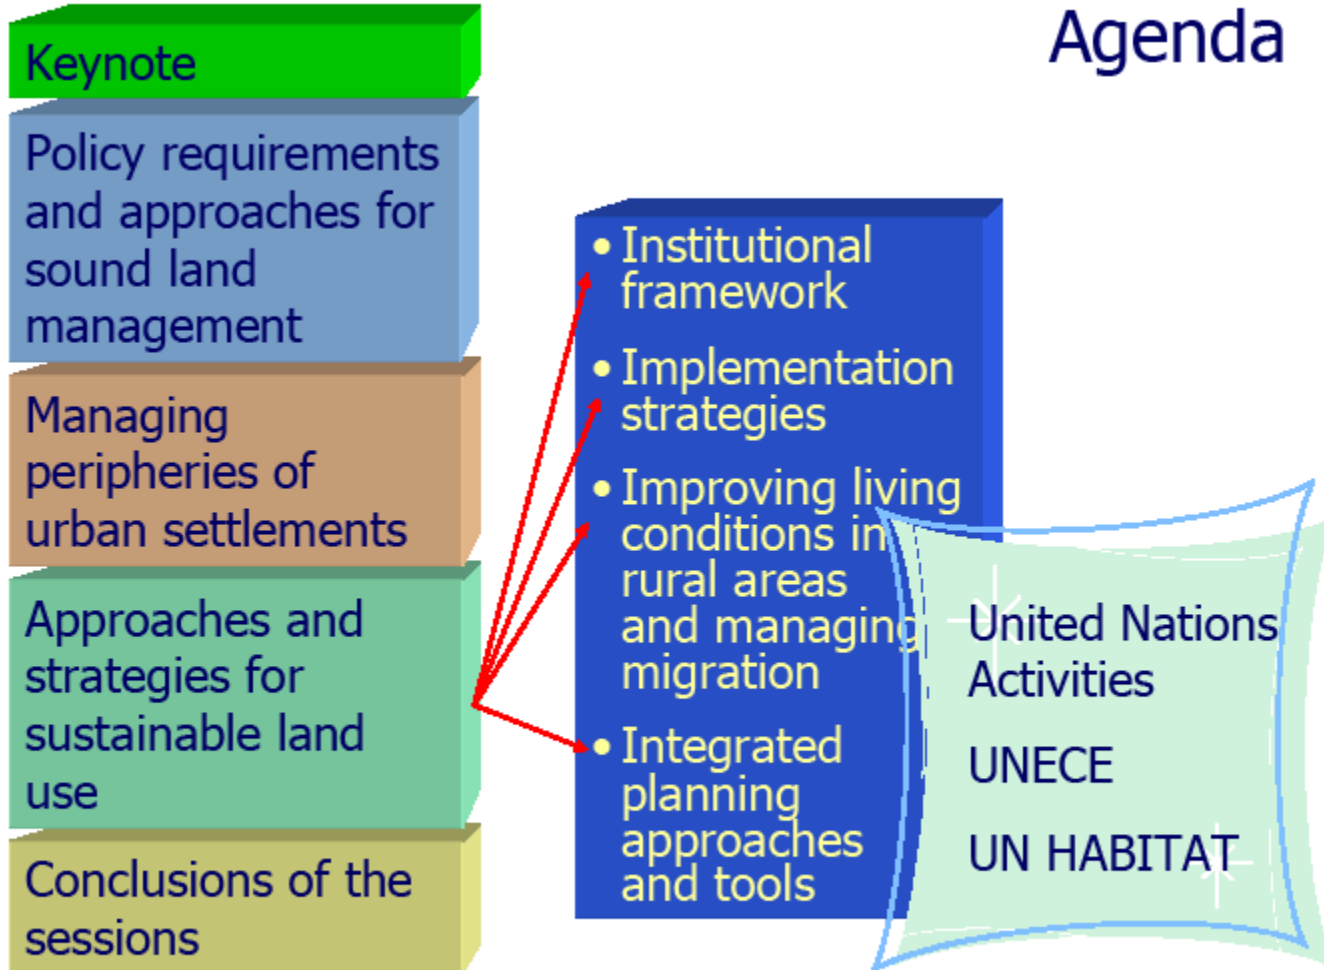 Agenda
Keynote
Policy requirements
and approaches for
sound land
management
Managing
peripheries of
urban settlements
Approaches and
strategies for
sustainable land
use
Conclusions of the
sessions
• Institutional
framework
• Implementation
strategies
• Improving living
conditions in
rural areas
and managing
migration
• Integrated
planning
approaches
and tools
United Nations
Activities
UNECE
UN HABITAT